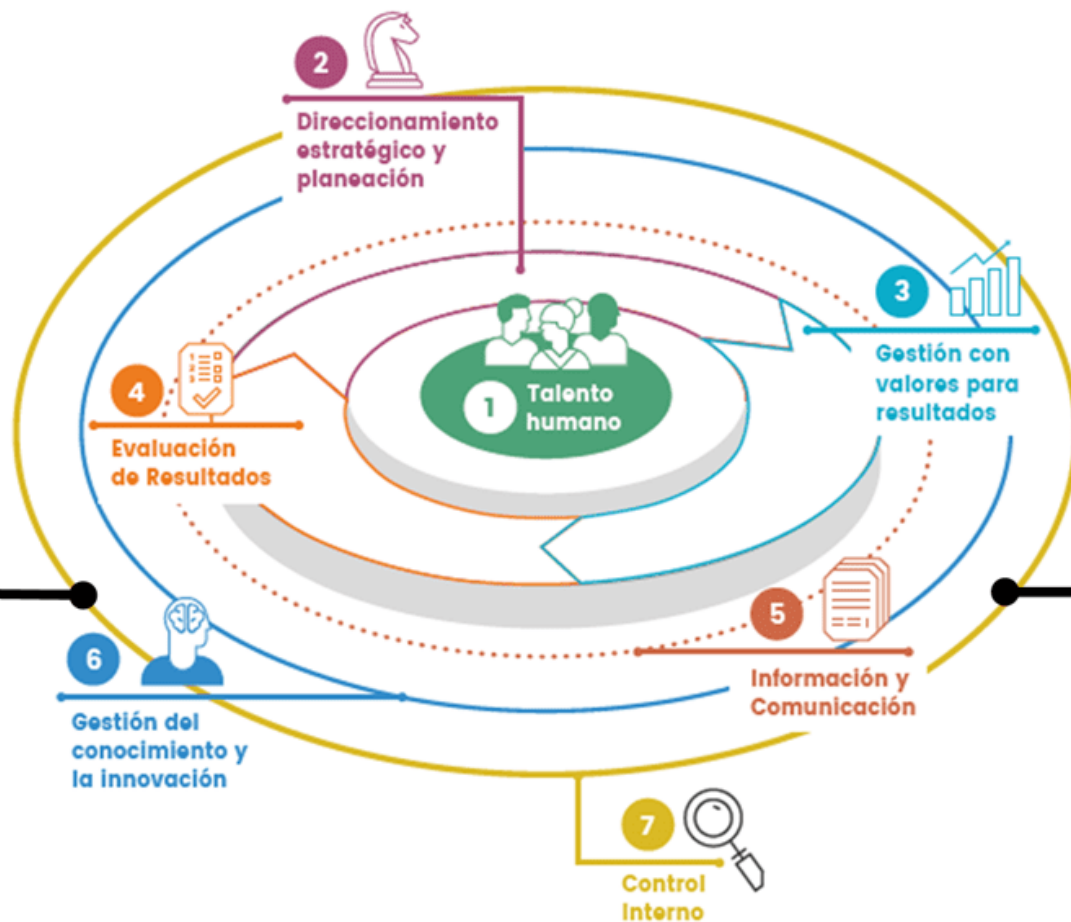 2
Direccionamiento
estratégico y
planeación
3
Gestión con
valores para
resultados
1
Talento
humano
4
Evaluación
de Resultados
5
Información y
Comunicación
6
Gestión del
conocimiento y
la innovación
7
Control
Interno